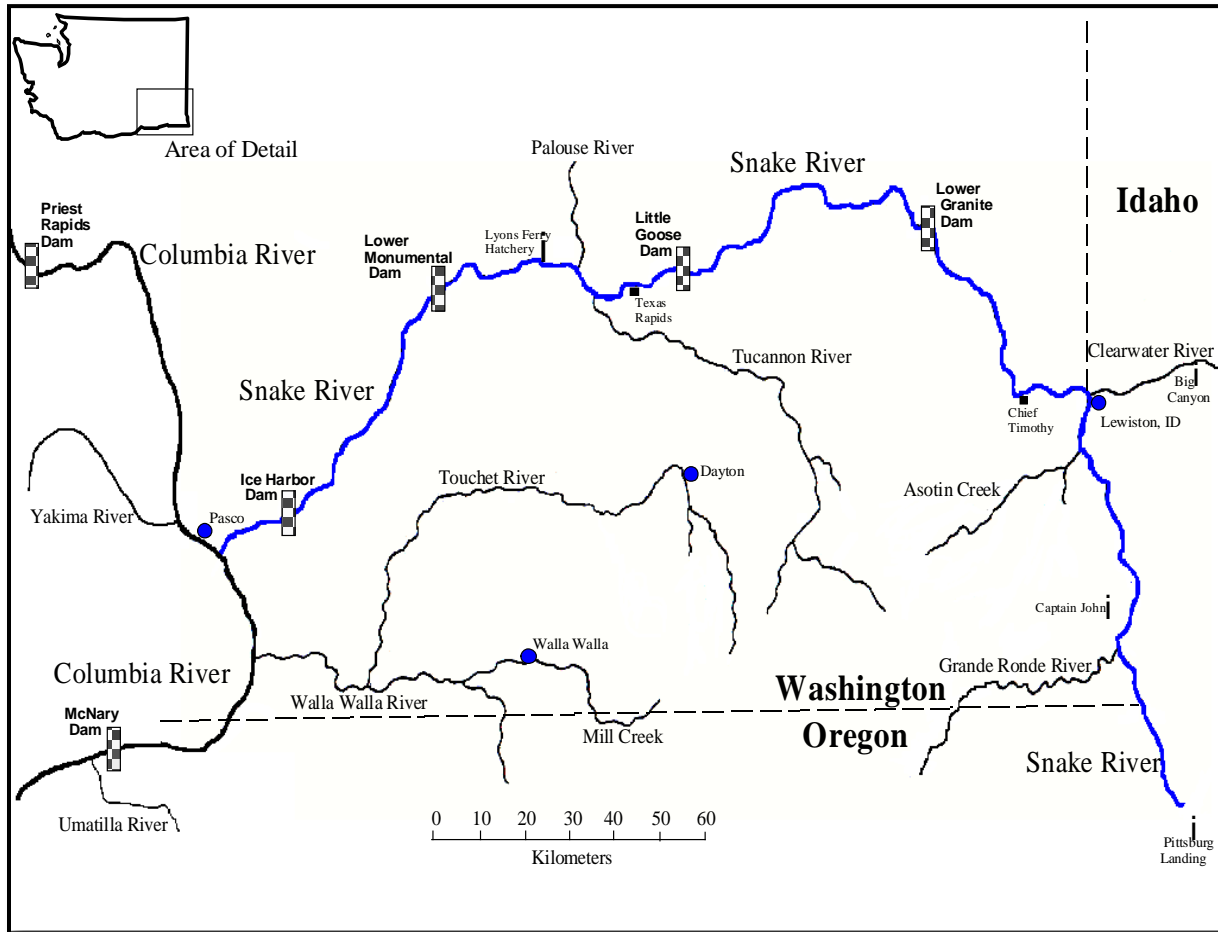 Area of Detail
Palouse River
Snake River
Idaho
Priest
Rapids
Dam
Columbia River
Lower
Monumental
Dam
Lyons Ferry
Hatchery
i
Little
Goose
Dam
Lower
Granite
Dam
Texas
Rapids
Tucannon River
Clearwater River
i
Big
Canyon
Chief
Timothy
Lewiston, ID
Snake River
Ice Harbor
Dam
Touchet River
Dayton
Asotin Creek
Yakima River
Pasco
Captain John
i
Walla Walla
Columbia River
Walla Walla River
Grande Ronde River
Washington
Oregon
McNary
Dam
Mill Creek
Snake River
Umatilla River
0 10 20 30 40 50 60
Kilometers
i
Pittsburg
Landing